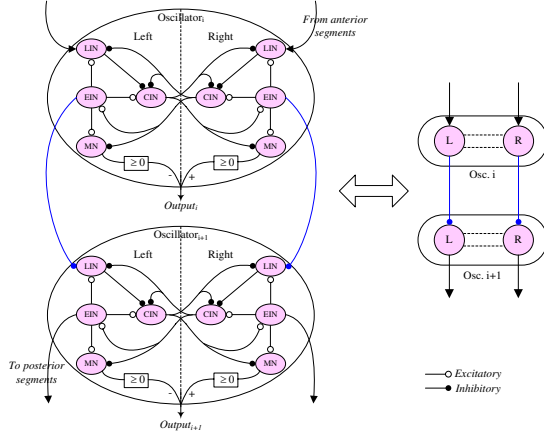 Oscillator_i
From anterior
segments
Left
Right
LIN
LIN
EIN
CIN
CIN
EIN
MN
MN
≥ 0
- +
≥ 0
Output_i
Oscillator_i+1
Left
Right
LIN
LIN
EIN
CIN
CIN
EIN
To posterior
segments
MN
MN
≥ 0
- +
≥ 0
Output_i+1
L
R
Osc. i
L
R
Osc. i+1
Excitatory
Inhibitory